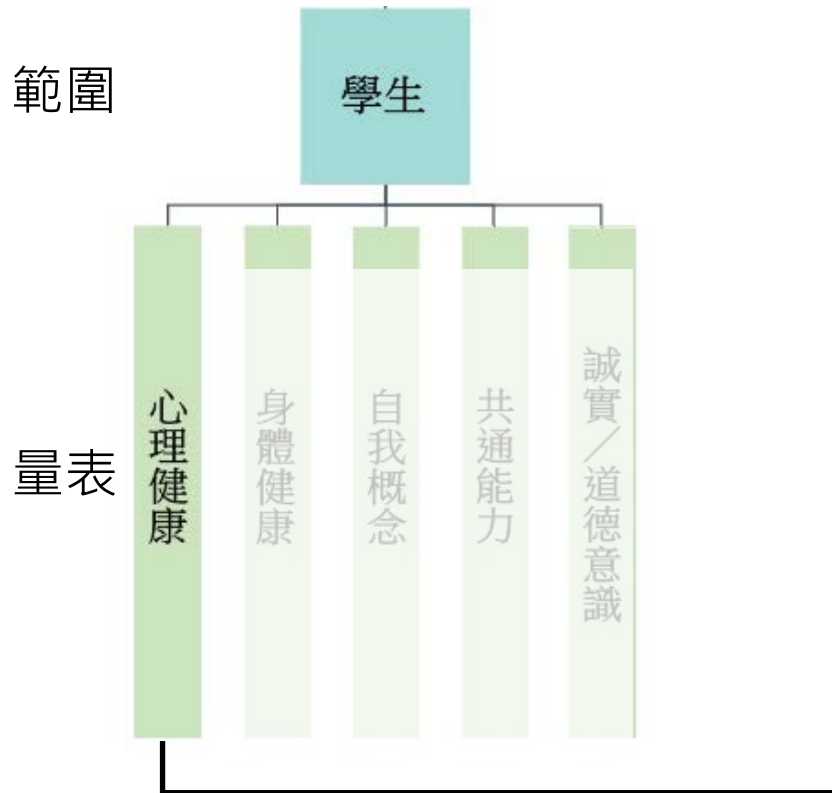 範圍
學生
量表
心理健康
身體健康
自我概念
共通能力
誠實／道德意識